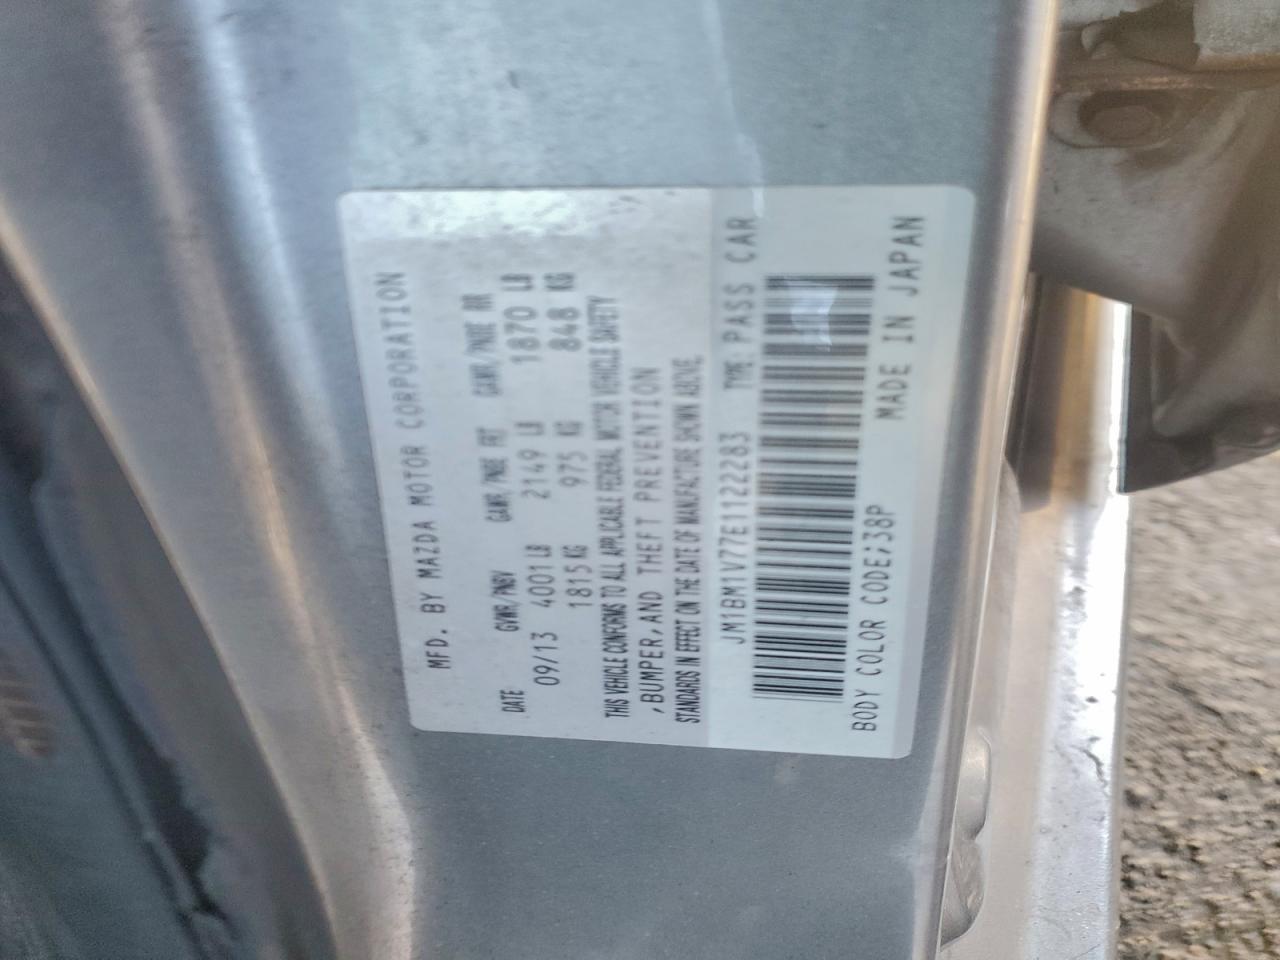 MFD. BY MAZDA MOTOR CORPORATION
DATE GVWR/PNBV GAWR/PNBE FRT GAWR/PNBE RR
09/13 4001 LB 2149 LB 1870 LB
1815 KG 975 KG 848 KG
THIS VEHICLE CONFORMS TO ALL APPLICABLE FEDERAL MOTOR VEHICLE SAFETY
,BUMPER,AND THEFT PREVENTION
STANDARDS IN EFFECT ON THE DATE OF MANUFACTURE SHOWN ABOVE.
JM1BM1V77E1122283 TYPE:PASS CAR
BODY COLOR CODE;38P MADE IN JAPAN